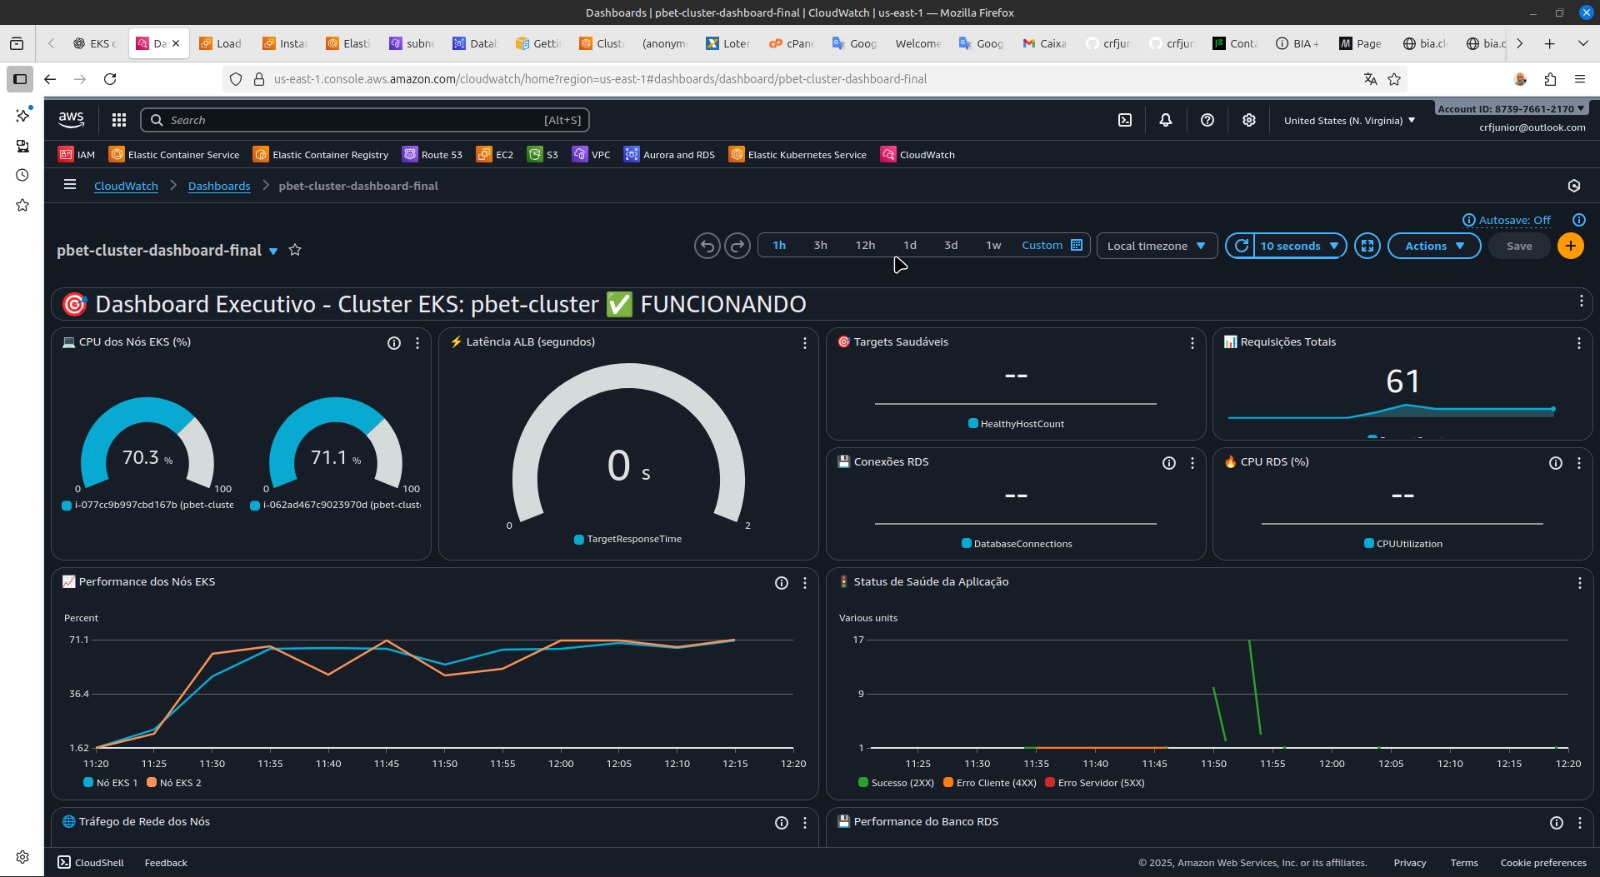 Dashboards | pbet-cluster-dashboard-final | CloudWatch | us-east-1 — Mozilla Firefox
EKS Da Load Instar Elasti subne Datal Getti Clust (anonym Loter cPane Goog Welcome Goog Caixa crfjun crfjun Conta BIA + Page bia.cl bia.c
us-east-1.console.aws.amazon.com/cloudwatch/home?region=us-east-1#dashboards/dashboard/pbet-cluster-dashboard-final
aws Search [Alt+S] United States (N. Virginia) Account ID: 8739-7661-2170
crfjunior@outlook.com
IAM Elastic Container Service Elastic Container Registry Route 53 EC2 S3 VPC Aurora and RDS Elastic Kubernetes Service CloudWatch
CloudWatch Dashboards pbet-cluster-dashboard-final
Autosave: Off
pbet-cluster-dashboard-final 1h 3h 12h 1d 3d 1w Custom Local timezone 10 seconds Actions Save
🎯 Dashboard Executivo - Cluster EKS: pbet-cluster ✅ FUNCIONANDO
💻 CPU dos Nós EKS (%)
70.3 %
0 100
i-077cc9b997cbd167b (pbet-cluste
71.1 %
0 100
i-062ad467c9023970d (pbet-clust
⚡ Latência ALB (segundos)
0 s
0 2
TargetResponseTime
🎯 Targets Saudáveis
--
HealthyHostCount
📊 Requisições Totais
61
💾 Conexões RDS
--
DatabaseConnections
🔥 CPU RDS (%)
--
CPUUtilization
📈 Performance dos Nós EKS
Percent
71.1
36.4
1.62
11:20 11:25 11:30 11:35 11:40 11:45 11:50 11:55 12:00 12:05 12:10 12:15 12:20
Nó EKS 1 Nó EKS 2
🚦 Status de Saúde da Aplicação
Various units
17
9
1
11:25 11:30 11:35 11:40 11:45 11:50 11:55 12:00 12:05 12:10 12:15 12:20
Sucesso (2XX) Erro Cliente (4XX) Erro Servidor (5XX)
🌐 Tráfego de Rede dos Nós
💾 Performance do Banco RDS
CloudShell Feedback © 2025, Amazon Web Services, Inc. or its affiliates. Privacy Terms Cookie preferences